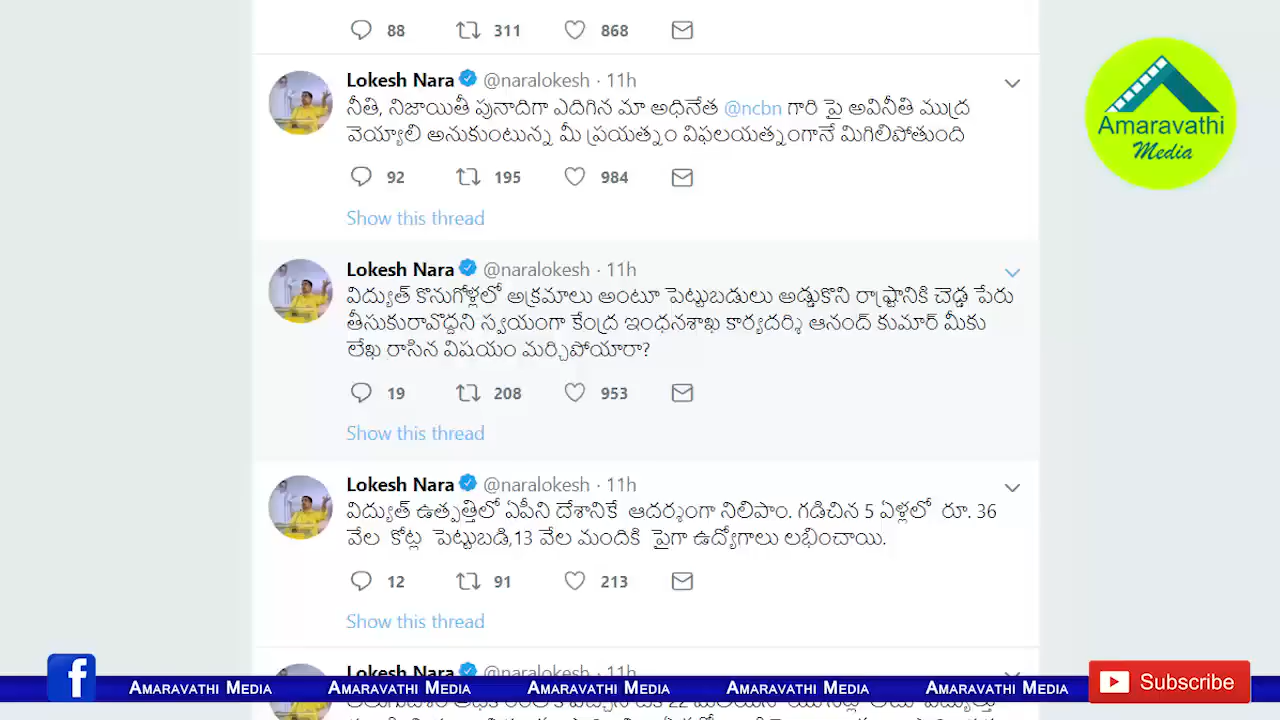 88 311 868
Lokesh Nara @naralokesh · 11h
నీతి, నిజాయితీ పునాదిగా ఎదిగిన మా అధినేత @ncbn గారి పై అవినీతి ముద్ర
వెయ్యాలి అనుకుంటున్న మీ ప్రయత్నం విఫలయత్నంగానే మిగిలిపోతుంది
92 195 984
Show this thread
Lokesh Nara @naralokesh · 11h
విద్యుత్ కొనుగోళ్లలో అక్రమాలు అంటూ పెట్టుబడులు అడ్డుకొని రాష్ట్రానికి చెడ్డ పేరు
తీసుకురావొద్దని స్వయంగా కేంద్ర ఇంధనశాఖ కార్యదర్శి ఆనంద్ కుమార్ మీకు
లేఖ రాసిన విషయం మర్చిపోయారా?
19 208 953
Show this thread
Lokesh Nara @naralokesh · 11h
విద్యుత్ ఉత్పత్తిలో ఏపీని దేశానికే ఆదర్శంగా నిలిపాం. గడిచిన 5 ఏళ్లలో రూ. 36
వేల కోట్ల పెట్టుబడి,13 వేల మందికి పైగా ఉద్యోగాలు లభించాయి.
12 91 213
Show this thread
Lokesh Nara @naralokesh · 11h
Amaravathi
Media
f
Amaravathi Media Amaravathi Media Amaravathi Media Amaravathi Media Amaravathi Media
Subscribe